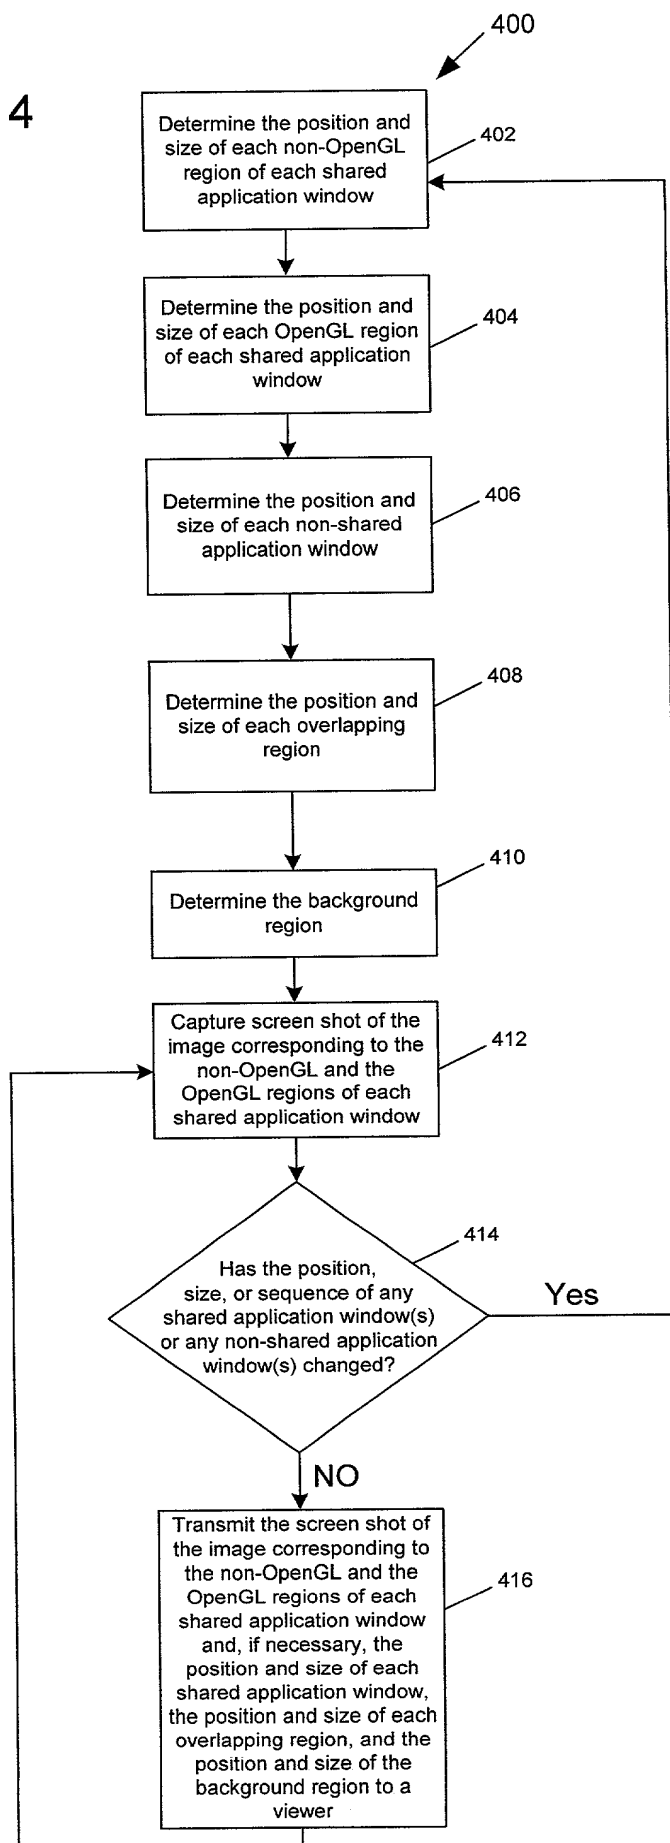 400
4
Determine the position and
size of each non-OpenGL
region of each shared
application window
402
Determine the position and
size of each OpenGL region
of each shared application
window
404
Determine the position and
size of each non-shared
application window
406
Determine the position and
size of each overlapping
region
408
Determine the background
region
410
Capture screen shot of the
image corresponding to the
non-OpenGL and the
OpenGL regions of each
shared application window
412
Has the position,
size, or sequence of any
shared application window(s)
or any non-shared application
window(s) changed?
414
Yes
NO
Transmit the screen shot of
the image corresponding to
the non-OpenGL and the
OpenGL regions of each
shared application window
and, if necessary, the
position and size of each
shared application window,
the position and size of each
overlapping region, and the
position and size of the
background region to a
viewer
416